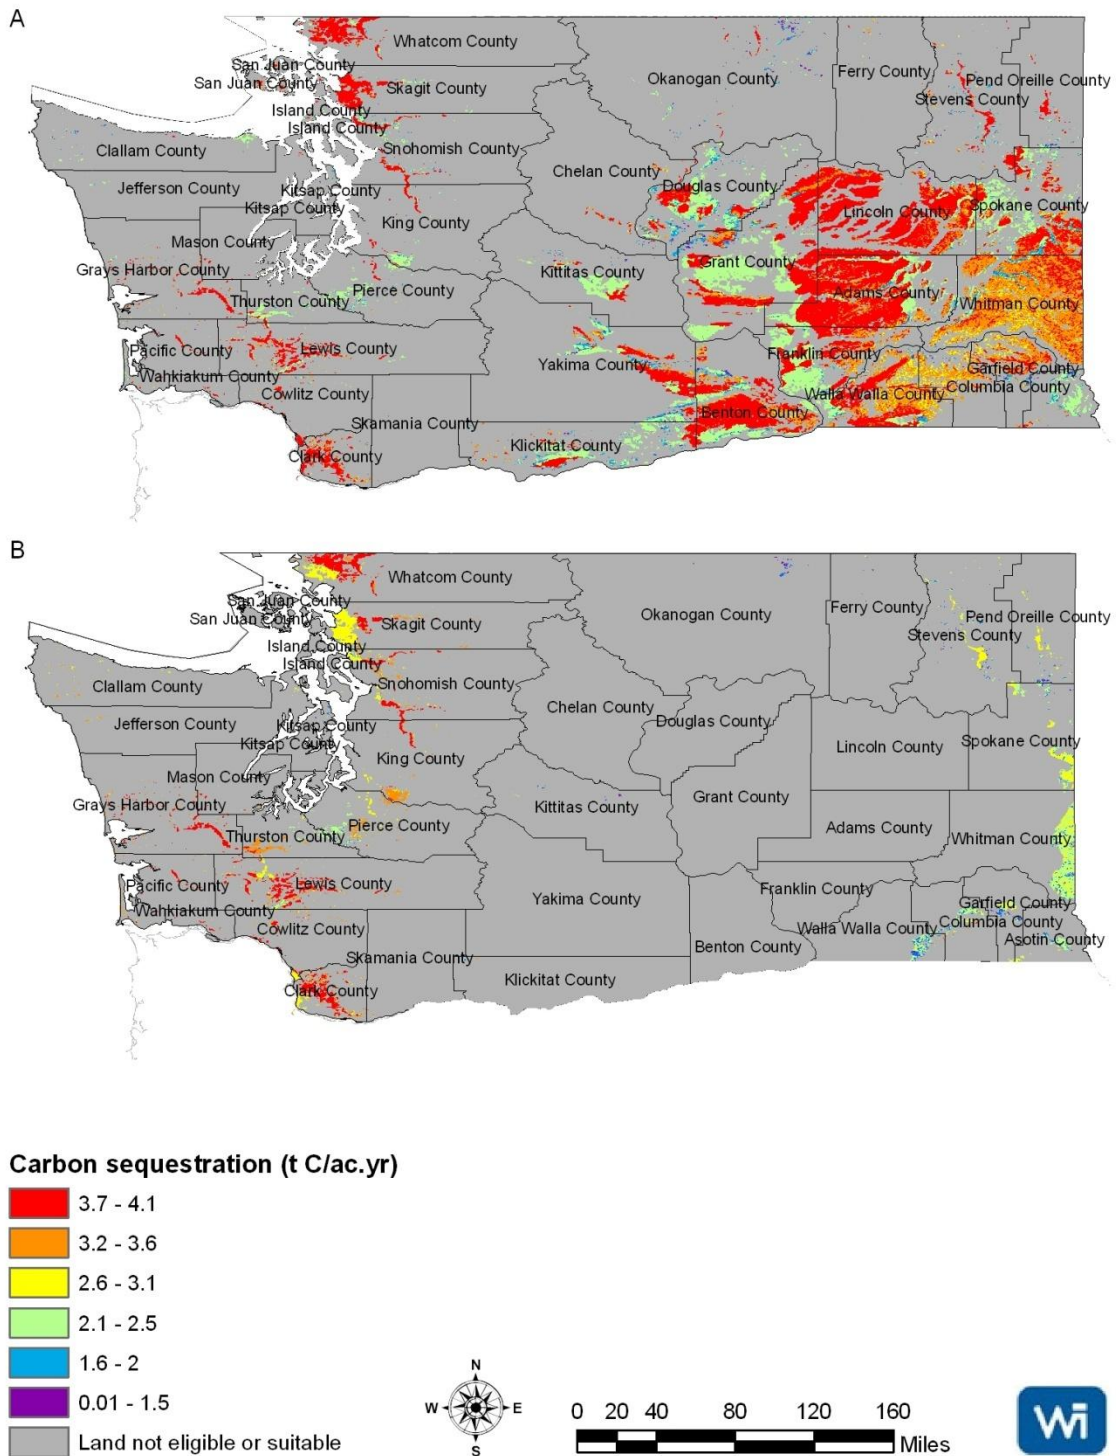 A
Whatcom County
San Juan County
San Juan County
Skagit County
Island County
Island County
Clallam County
Snohomish County
Jefferson County
Kitsap County
Kitsap County
King County
Mason County
Grays Harbor County
Pierce County
Thurston County
Pacific County
Lewis County
Wahkiakum County
Cowlitz County
Skamania County
Clark County
Okanogan County
Ferry County
Pend Oreille County
Stevens County
Chelan County
Douglas County
Lincoln County
Spokane County
Grant County
Kittitas County
Adams County
Whitman County
Franklin County
Yakima County
Garfield County
Columbia County
Walla Walla County
Benton County
Klickitat County
B
Whatcom County
San Juan County
San Juan County
Skagit County
Island County
Island County
Clallam County
Snohomish County
Jefferson County
Kitsap County
Kitsap County
King County
Mason County
Grays Harbor County
Pierce County
Thurston County
Pacific County
Lewis County
Wahkiakum County
Cowlitz County
Skamania County
Clark County
Okanogan County
Ferry County
Pend Oreille County
Stevens County
Chelan County
Douglas County
Lincoln County
Spokane County
Grant County
Kittitas County
Adams County
Whitman County
Franklin County
Yakima County
Garfield County
Columbia County
Walla Walla County
Asotin County
Benton County
Klickitat County
Carbon sequestration (t C/ac.yr)
3.7 - 4.1
3.2 - 3.6
2.6 - 3.1
2.1 - 2.5
1.6 - 2
0.01 - 1.5
Land not eligible or suitable
N
W E
S
0 20 40 80 120 160
Miles
Wi